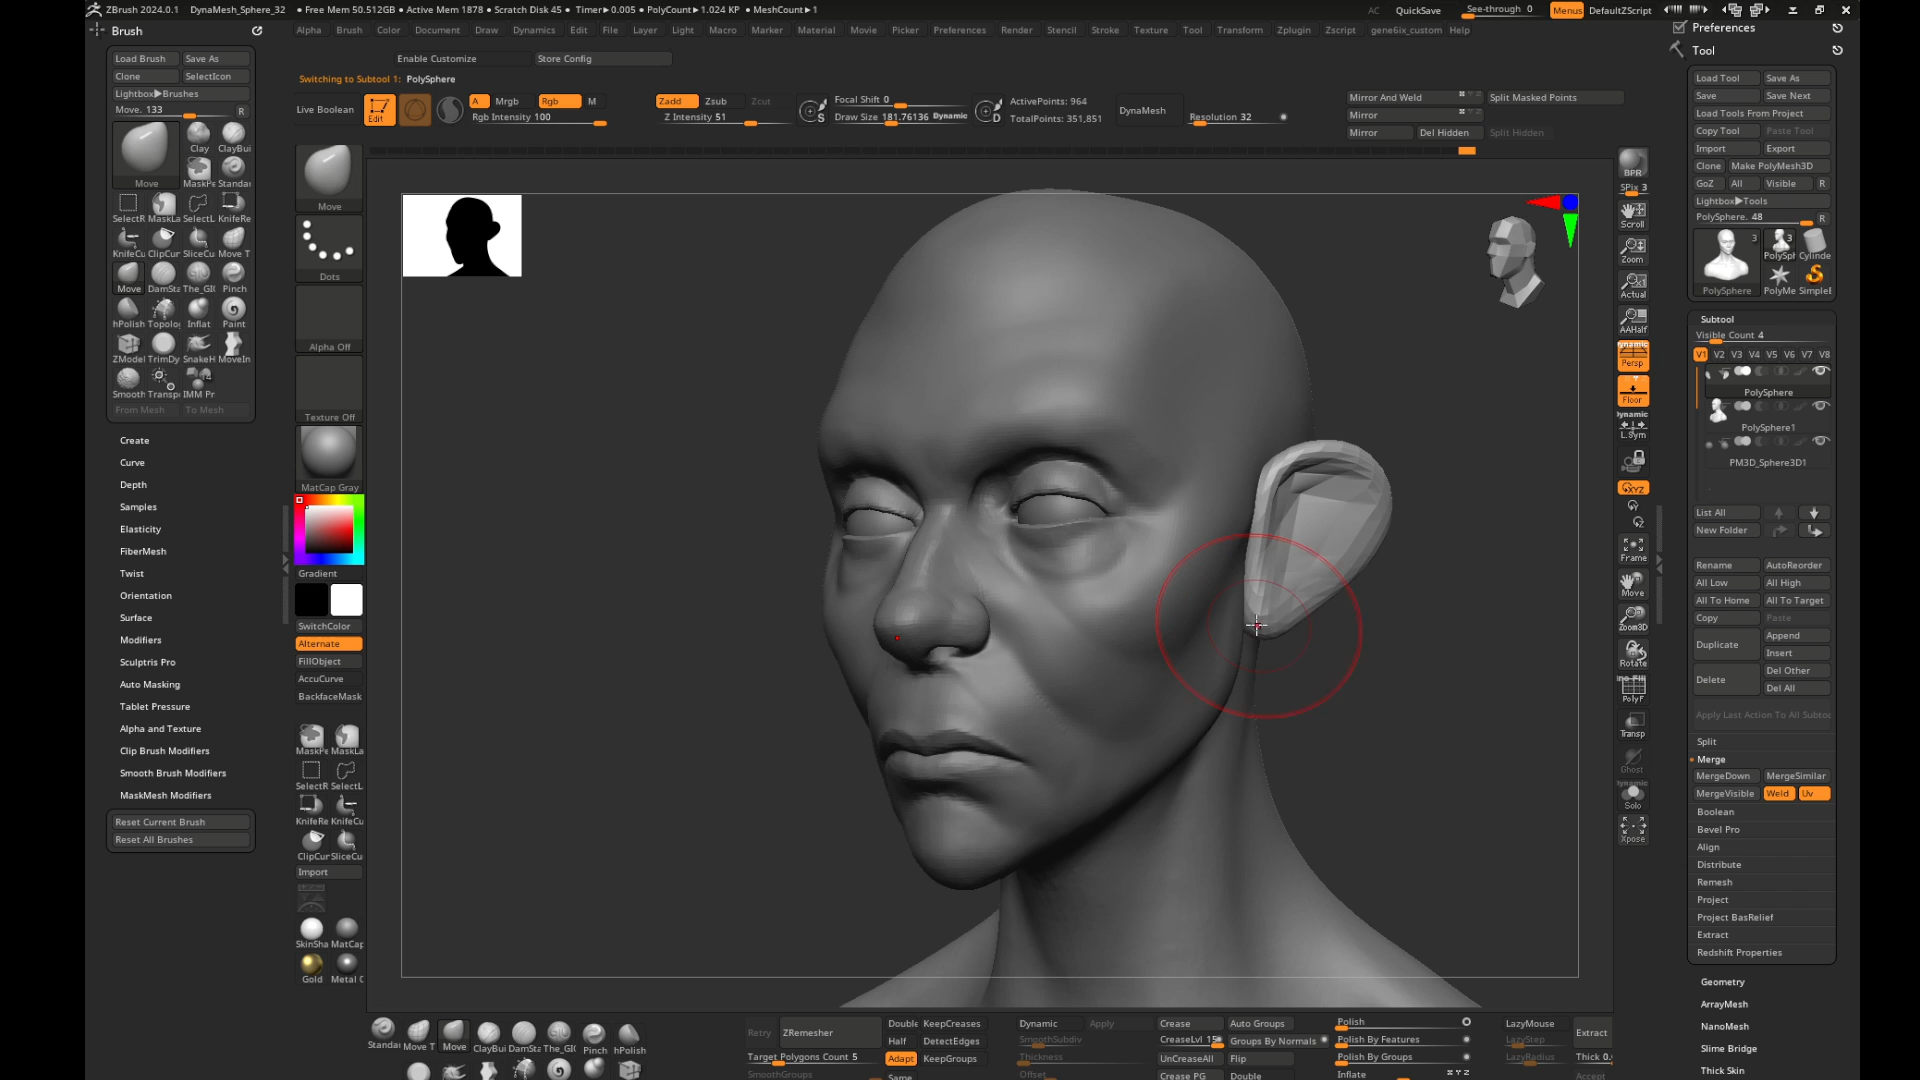 ZBrush 2024.0.1 DynaMesh_Sphere_32 • Free Mem 50.512GB • Active Mem 1878 • Scratch Disk 45 • Timer▶0.005 • PolyCount▶1.024 KP • MeshCount▶1 AC QuickSave See-through 0 Menus DefaultZScript
Brush
Alpha Brush Color Document Draw Dynamics Edit File Layer Light Macro Marker Material Movie Picker Preferences Render Stencil Stroke Texture Tool Transform Zplugin Zscript gene6ix_custom Help
Preferences
Tool
Enable Customize Store Config
Switching to Subtool 1: PolySphere
Live Boolean
Edit
A Mrgb Rgb M
Rgb Intensity 100
Zadd Zsub Zcut
Z Intensity 51
S
Focal Shift 0
Draw Size 181.76136 Dynamic
D
ActivePoints: 964
TotalPoints: 351,851
DynaMesh
Resolution 32
Mirror And Weld Split Masked Points
Mirror
Mirror Del Hidden Split Hidden
Load Brush Save As
Clone SelectIcon
Lightbox▶Brushes
Move. 133 R
Move
Clay ClayBui
MaskPe Standar
SelectR MaskLa SelectL KnifeRe
KnifeCu ClipCur SliceCu Move T
Move DamSta The_GIO Pinch
hPolish Topolo Inflat Paint
ZModel TrimDy SnakeH MoveIn
Smooth Transp IMM Pr
From Mesh To Mesh
Create
Curve
Depth
Samples
Elasticity
FiberMesh
Twist
Orientation
Surface
Modifiers
Sculptris Pro
Auto Masking
Tablet Pressure
Alpha and Texture
Clip Brush Modifiers
Smooth Brush Modifiers
MaskMesh Modifiers
Reset Current Brush
Reset All Brushes
Move
Dots
Alpha Off
Texture Off
MatCap Gray
Gradient
SwitchColor
Alternate
FillObject
AccuCurve
BackfaceMask
MaskPe MaskLa
SelectR SelectL
KnifeRe KnifeCu
ClipCur SliceCu
Import
SkinSha MatCap
Gold Metal C
BPR
SPix 3
Scroll
Zoom
Actual
AAHalf
Dynamic
Persp
Floor
Dynamic
L.Sym
XYZ
Frame
Move
Zoom3D
Rotate
PolyF
Transp
Ghost
Dynamic
Solo
Xpose
Load Tool Save As
Save Save Next
Load Tools From Project
Copy Tool Paste Tool
Import Export
Clone Make PolyMesh3D
GoZ All Visible R
Lightbox▶Tools
PolySphere. 48 R
3 3
PolySph Cylinde
PolySphere PolyMe SimpleB
Subtool
Visible Count 4
V1 V2 V3 V4 V5 V6 V7 V8
PolySphere
PolySphere1
PM3D_Sphere3D1
List All
New Folder
Rename AutoReorder
All Low All High
All To Home All To Target
Copy Paste
Duplicate Append
Insert
Delete Del Other
Del All
Apply Last Action To All Subtoo
Split
Merge
MergeDown MergeSimilar
MergeVisible Weld Uv
Boolean
Bevel Pro
Align
Distribute
Remesh
Project
Project BasRelief
Extract
Redshift Properties
Geometry
ArrayMesh
NanoMesh
Slime Bridge
Thick Skin
Standar Move T Move ClayBui DamSta The_GIO Pinch hPolish
Retry ZRemesher
Target Polygons Count 5
SmoothGroups
Double KeepCreases
Half DetectEdges
Adapt KeepGroups
Same
Dynamic Apply
SmoothSubdiv
Thickness
Offset
Crease Auto Groups
CreaseLvl 15 Groups By Normals
UnCreaseAll Flip
Crease PG Double
Polish
Polish By Features
Polish By Groups
Inflate
LazyMouse
LazyStep
LazyRadius
Extract
Thick 0.
Accept